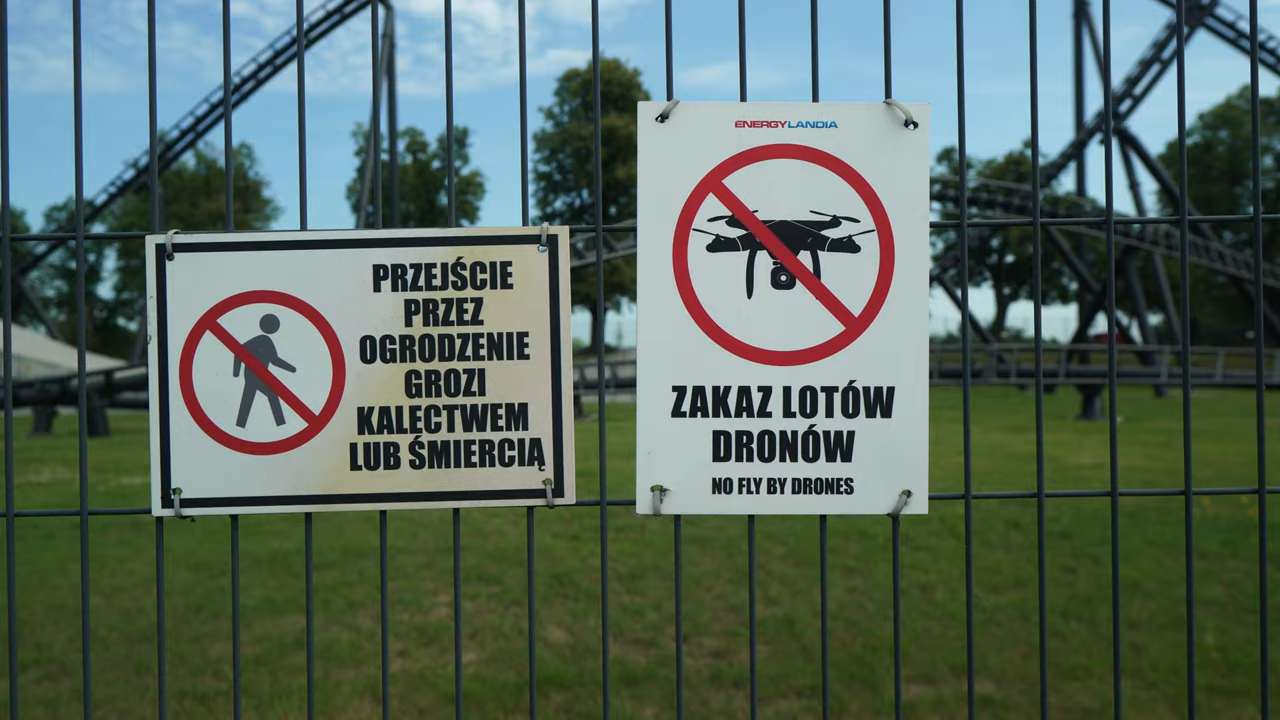 PRZEJŚCIE
PRZEZ
OGRODZENIE
GROZI
KALECTWEM
LUB ŚMIERCIĄ
ENERGYLANDIA
ZAKAZ LOTÓW
DRONÓW
NO FLY BY DRONES